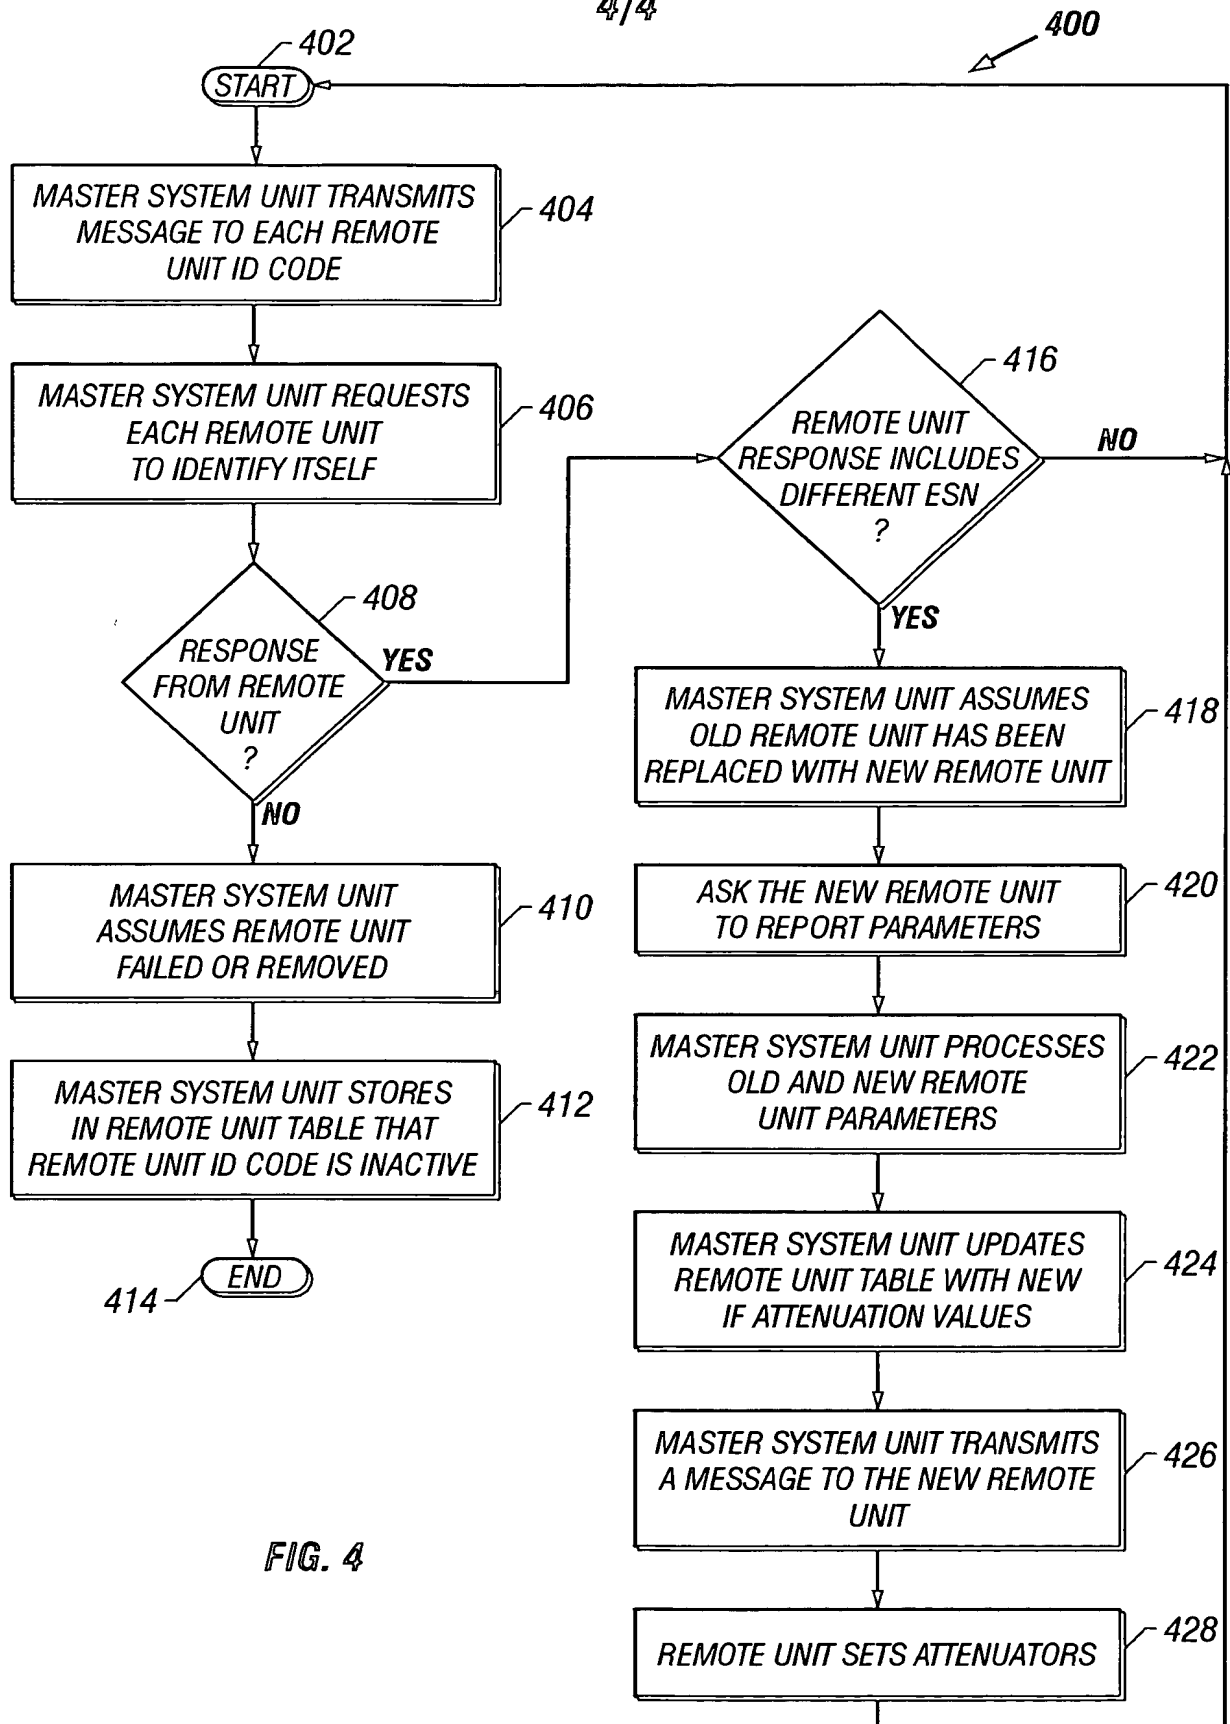 4/4
400
402
START
MASTER SYSTEM UNIT TRANSMITS
MESSAGE TO EACH REMOTE
UNIT ID CODE
404
MASTER SYSTEM UNIT REQUESTS
EACH REMOTE UNIT
TO IDENTIFY ITSELF
406
RESPONSE
FROM REMOTE
UNIT
?
408
YES
NO
MASTER SYSTEM UNIT
ASSUMES REMOTE UNIT
FAILED OR REMOVED
410
MASTER SYSTEM UNIT STORES
IN REMOTE UNIT TABLE THAT
REMOTE UNIT ID CODE IS INACTIVE
412
END
414
REMOTE UNIT
RESPONSE INCLUDES
DIFFERENT ESN
?
416
NO
YES
MASTER SYSTEM UNIT ASSUMES
OLD REMOTE UNIT HAS BEEN
REPLACED WITH NEW REMOTE UNIT
418
ASK THE NEW REMOTE UNIT
TO REPORT PARAMETERS
420
MASTER SYSTEM UNIT PROCESSES
OLD AND NEW REMOTE
UNIT PARAMETERS
422
MASTER SYSTEM UNIT UPDATES
REMOTE UNIT TABLE WITH NEW
IF ATTENUATION VALUES
424
MASTER SYSTEM UNIT TRANSMITS
A MESSAGE TO THE NEW REMOTE
UNIT
426
REMOTE UNIT SETS ATTENUATORS
428
FIG. 4